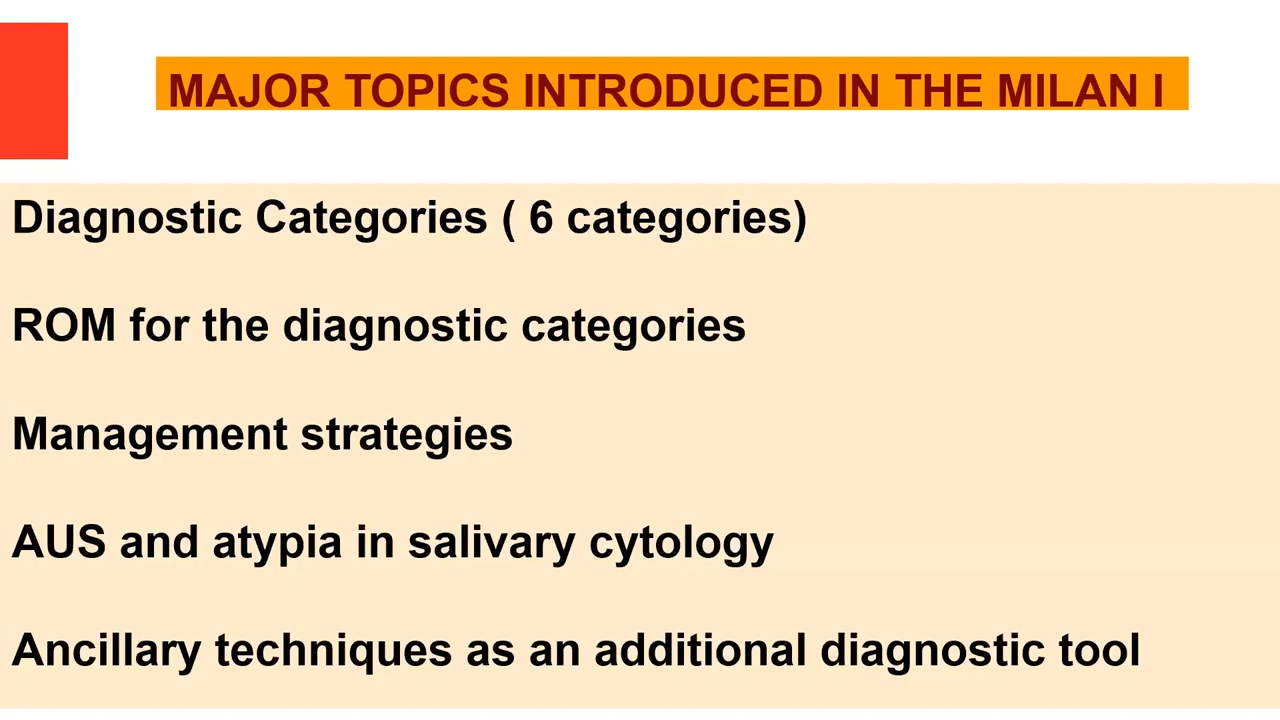 MAJOR TOPICS INTRODUCED IN THE MILAN I
Diagnostic Categories ( 6 categories)
ROM for the diagnostic categories
Management strategies
AUS and atypia in salivary cytology
Ancillary techniques as an additional diagnostic tool